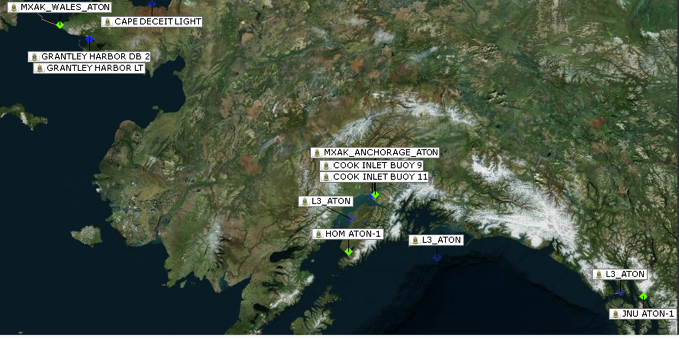 MXAK_WALES_ATON
CAPE DECEIT LIGHT
GRANTLEY HARBOR DB 2
GRANTLEY HARBOR LT
MXAK_ANCHORAGE_ATON
COOK INLET BUOY 9
COOK INLET BUOY 11
L3_ATON
HOM ATON-1
L3_ATON
L3_ATON
JNU ATON-1